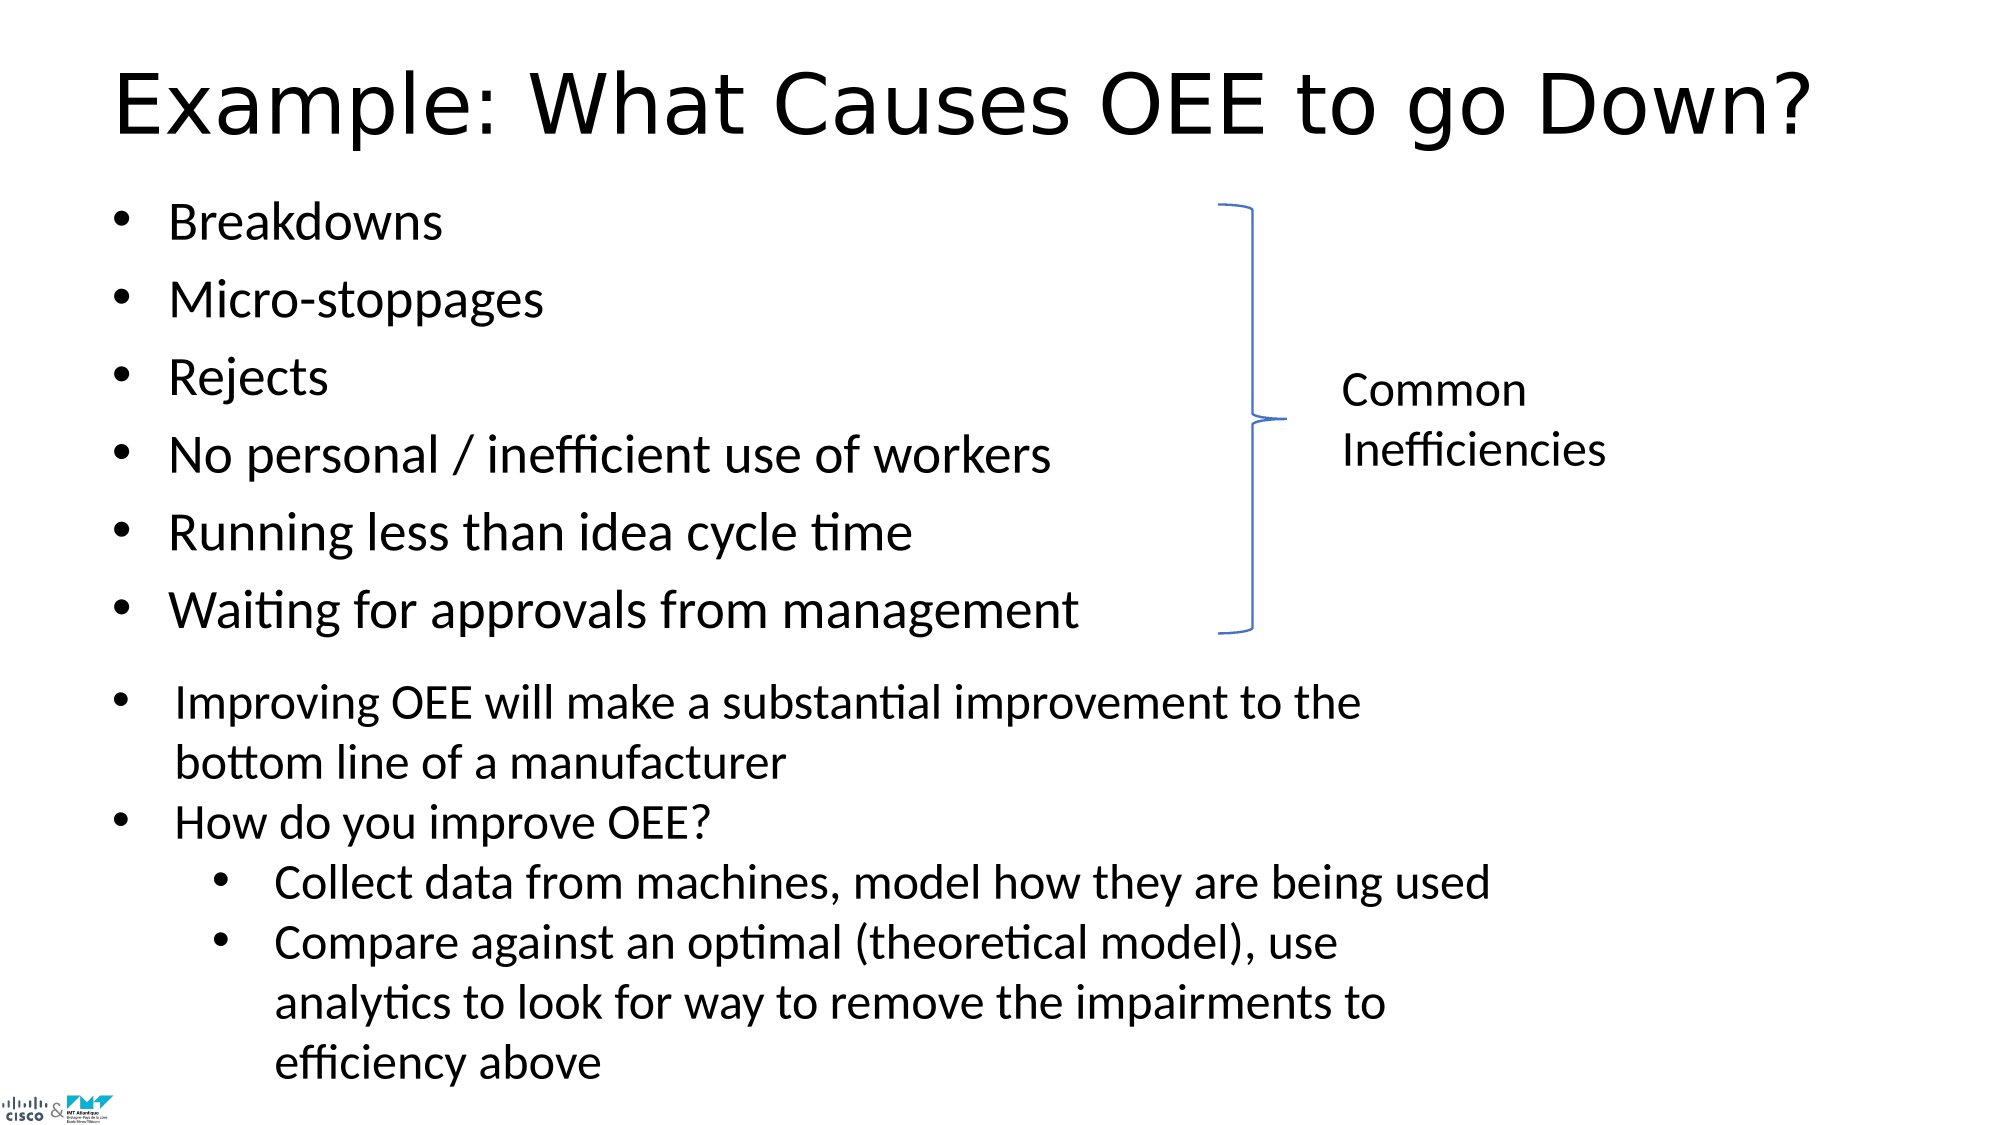 Example: What Causes OEE to go Down?
• Breakdowns
• Micro-stoppages
• Rejects
• No personal / inefficient use of workers
• Running less than idea cycle time
• Waiting for approvals from management
Common
Inefficiencies
• Improving OEE will make a substantial improvement to the
bottom line of a manufacturer
• How do you improve OEE?
• Collect data from machines, model how they are being used
• Compare against an optimal (theoretical model), use
analytics to look for way to remove the impairments to
efficiency above
CISCO & IMT Atlantique